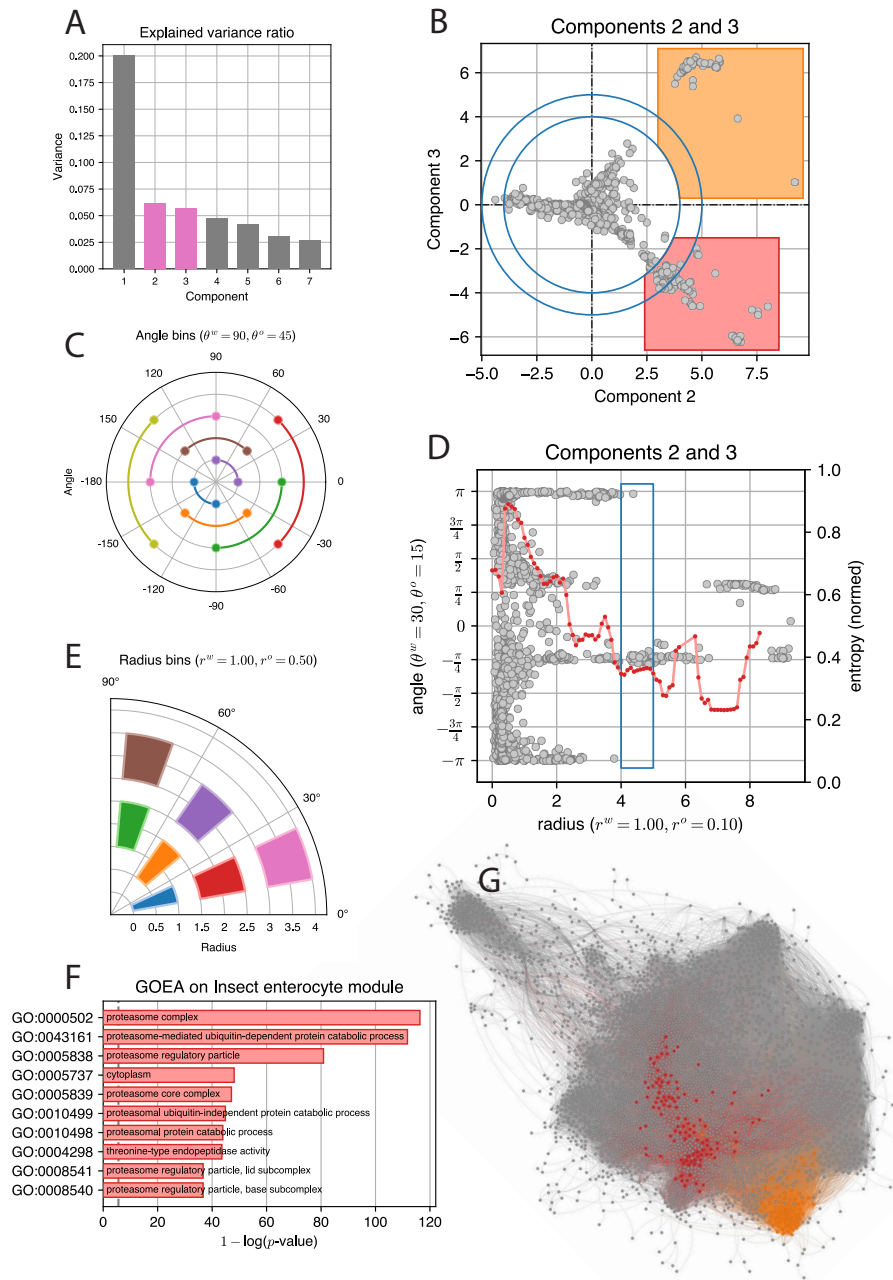 A
Explained variance ratio
0.200
0.175
0.150
0.125
0.100
0.075
0.050
0.025
0.000
Variance
1 2 3 4 5 6 7
Component
B
Components 2 and 3
6
4
2
0
−2
−4
−6
Component 3
−5.0 −2.5 0.0 2.5 5.0 7.5
Component 2
C
Angle bins (θʷ = 90, θᵒ = 45)
90
120 60
150 30
-180 0
-150 -30
-120 -60
-90
Angle
D
Components 2 and 3
π
3π/4
π/2
π/4
0
−π/4
−π/2
−3π/4
−π
angle (θʷ = 30, θᵒ = 15)
1.0
0.8
0.6
0.4
0.2
0.0
entropy (normed)
0 2 4 6 8
radius (rʷ = 1.00, rᵒ = 0.10)
E
Radius bins (rʷ = 1.00, rᵒ = 0.50)
90°
60°
30°
0°
0 0.5 1 1.5 2 2.5 3 3.5 4
Radius
F
GOEA on Insect enterocyte module
GO:0000502 proteasome complex
GO:0043161 proteasome-mediated ubiquitin-dependent protein catabolic process
GO:0005838 proteasome regulatory particle
GO:0005737 cytoplasm
GO:0005839 proteasome core complex
GO:0010499 proteasomal ubiquitin-independent protein catabolic process
GO:0010498 proteasomal protein catabolic process
GO:0004298 threonine-type endopeptidase activity
GO:0008541 proteasome regulatory particle, lid subcomplex
GO:0008540 proteasome regulatory particle, base subcomplex
0 20 40 60 80 100 120
1 − log(p-value)
G